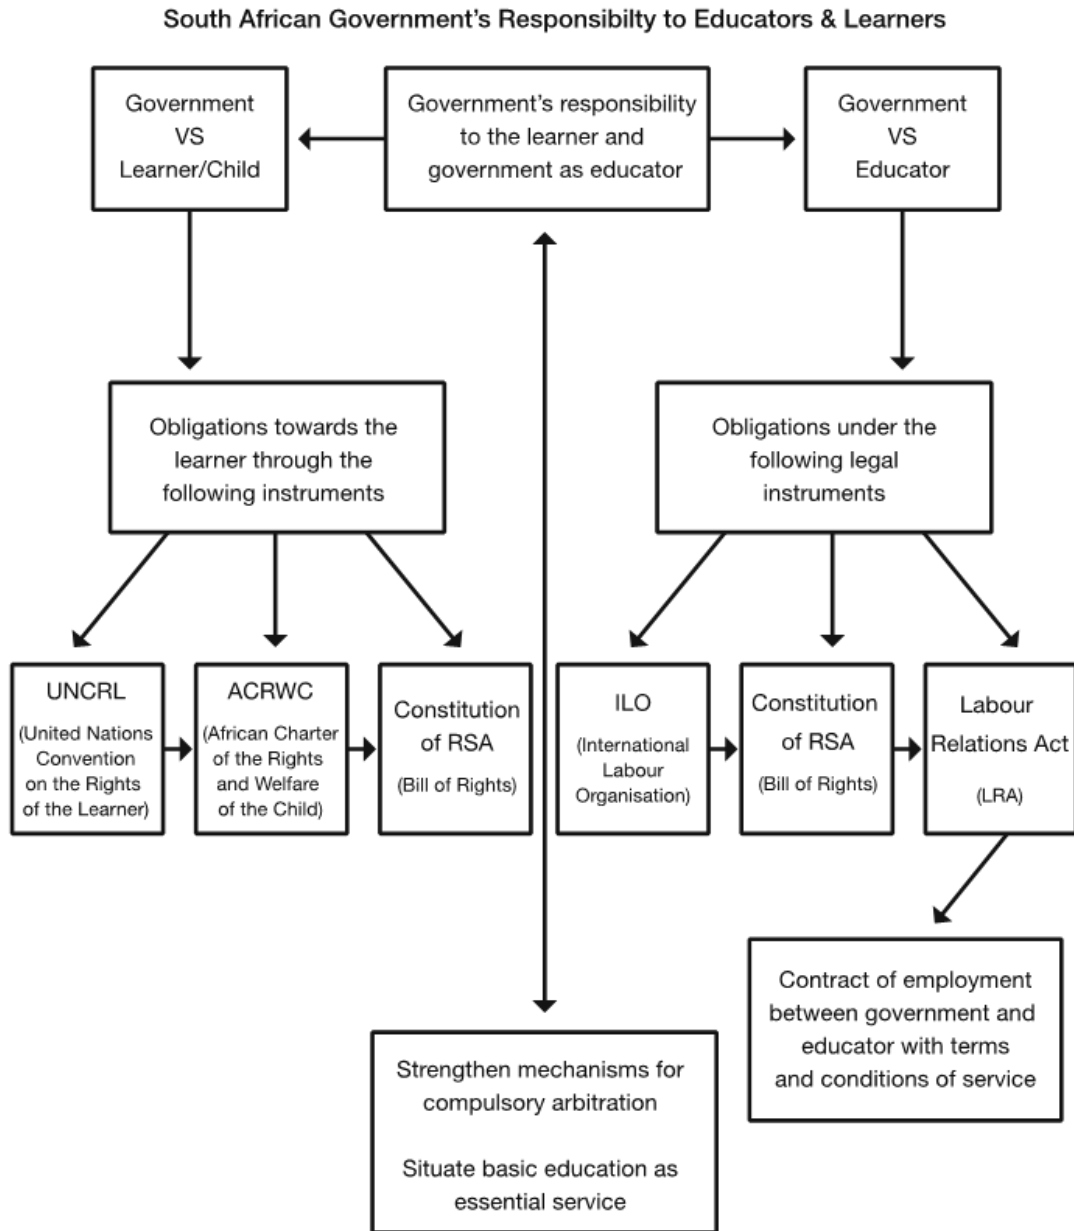 South African Government's Responsibilty to Educators & Learners
Government
VS
Learner/Child
Government's responsibility
to the learner and
government as educator
Government
VS
Educator
Obligations towards the
learner through the
following instruments
Obligations under the
following legal
instruments
UNCRL
(United Nations
Convention
on the Rights
of the Learner)
ACRWC
(African Charter
of the Rights
and Welfare
of the Child)
Constitution
of RSA
(Bill of Rights)
ILO
(International
Labour
Organisation)
Constitution
of RSA
(Bill of Rights)
Labour
Relations Act
(LRA)
Contract of employment
between government and
educator with terms
and conditions of service
Strengthen mechanisms for
compulsory arbitration
Situate basic education as
essential service